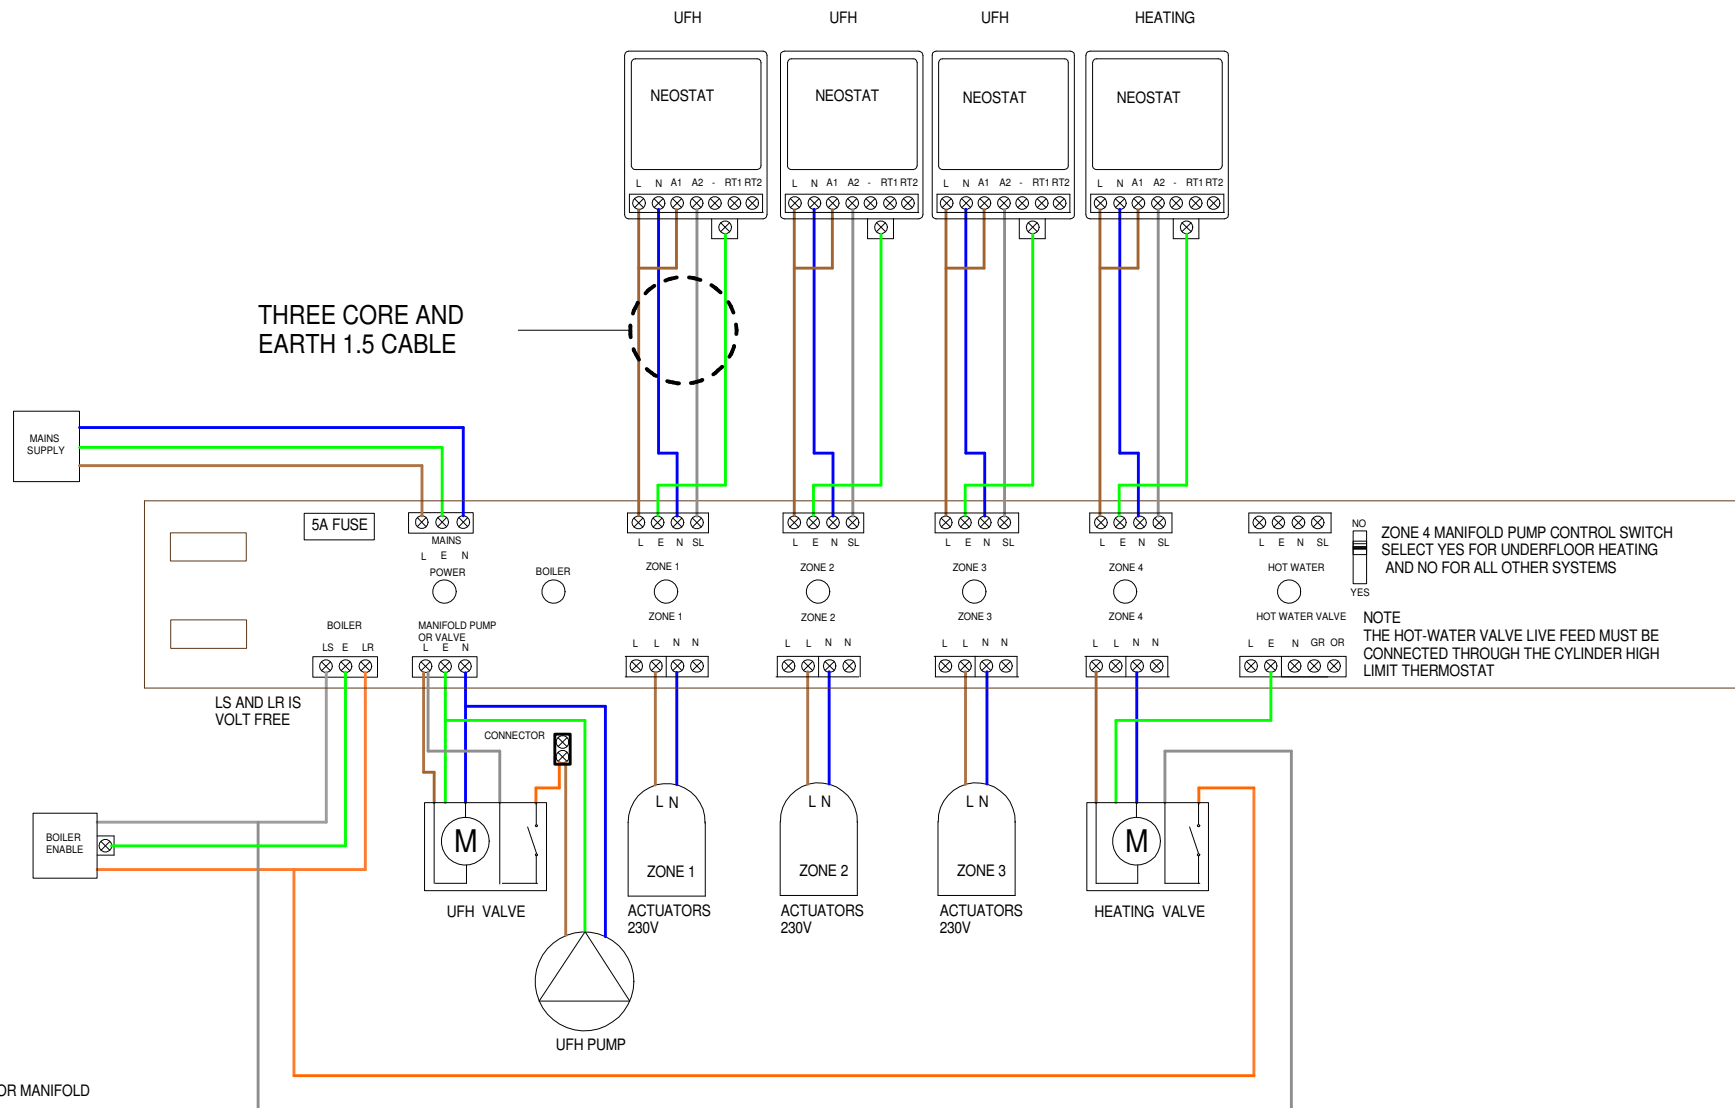 UFH UFH UFH HEATING
NEOSTAT NEOSTAT NEOSTAT NEOSTAT
L N A1 A2 - RT1 RT2 L N A1 A2 - RT1 RT2 L N A1 A2 - RT1 RT2 L N A1 A2 - RT1 RT2
THREE CORE AND
EARTH 1.5 CABLE
MAINS
SUPPLY
5A FUSE
MAINS
L E N
POWER
BOILER
L E N SL
ZONE 1
L E N SL
ZONE 2
L E N SL
ZONE 3
L E N SL
ZONE 4
L E N SL
HOT WATER
NO
YES
ZONE 4 MANIFOLD PUMP CONTROL SWITCH
SELECT YES FOR UNDERFLOOR HEATING
AND NO FOR ALL OTHER SYSTEMS
BOILER
LS E LR
MANIFOLD PUMP
OR VALVE
L E N
ZONE 1
L L N N
ZONE 2
L L N N
ZONE 3
L L N N
ZONE 4
L L N N
HOT WATER VALVE
L E N GR OR
NOTE
THE HOT-WATER VALVE LIVE FEED MUST BE
CONNECTED THROUGH THE CYLINDER HIGH
LIMIT THERMOSTAT
LS AND LR IS
VOLT FREE
CONNECTOR
BOILER
ENABLE
M
UFH VALVE
L N
ZONE 1
ACTUATORS
230V
L N
ZONE 2
ACTUATORS
230V
L N
ZONE 3
ACTUATORS
230V
M
HEATING VALVE
UFH PUMP
OR MANIFOLD